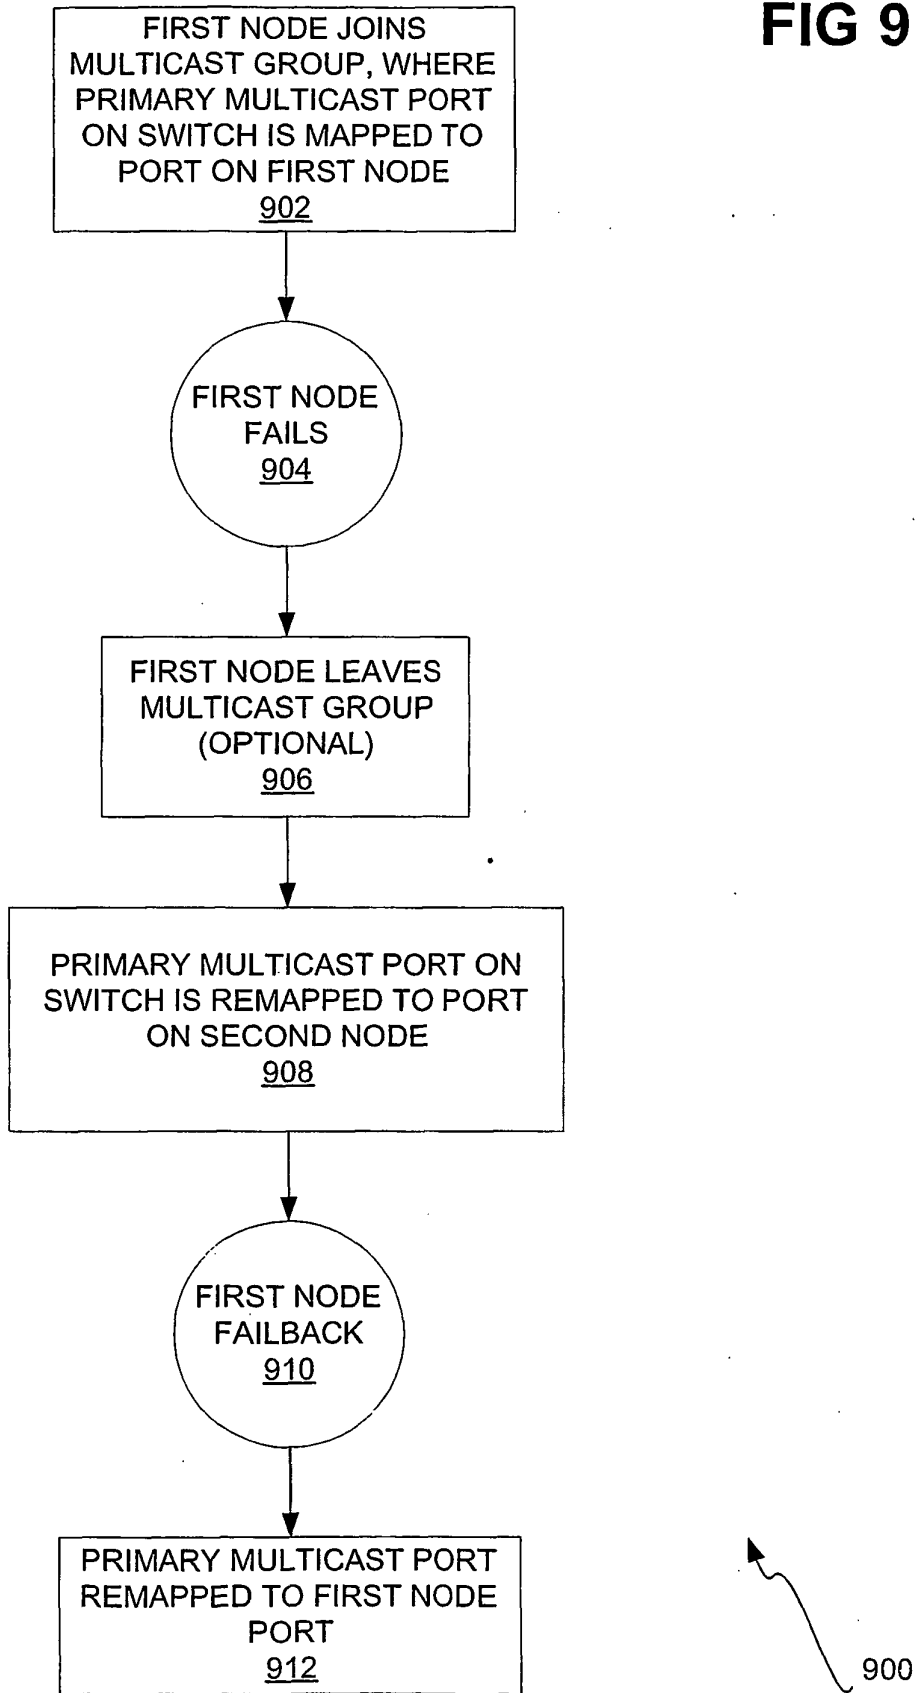 FIG 9
FIRST NODE JOINS
MULTICAST GROUP, WHERE
PRIMARY MULTICAST PORT
ON SWITCH IS MAPPED TO
PORT ON FIRST NODE
902
FIRST NODE
FAILS
904
FIRST NODE LEAVES
MULTICAST GROUP
(OPTIONAL)
906
PRIMARY MULTICAST PORT ON
SWITCH IS REMAPPED TO PORT
ON SECOND NODE
908
FIRST NODE
FAILBACK
910
PRIMARY MULTICAST PORT
REMAPPED TO FIRST NODE
PORT
912
900